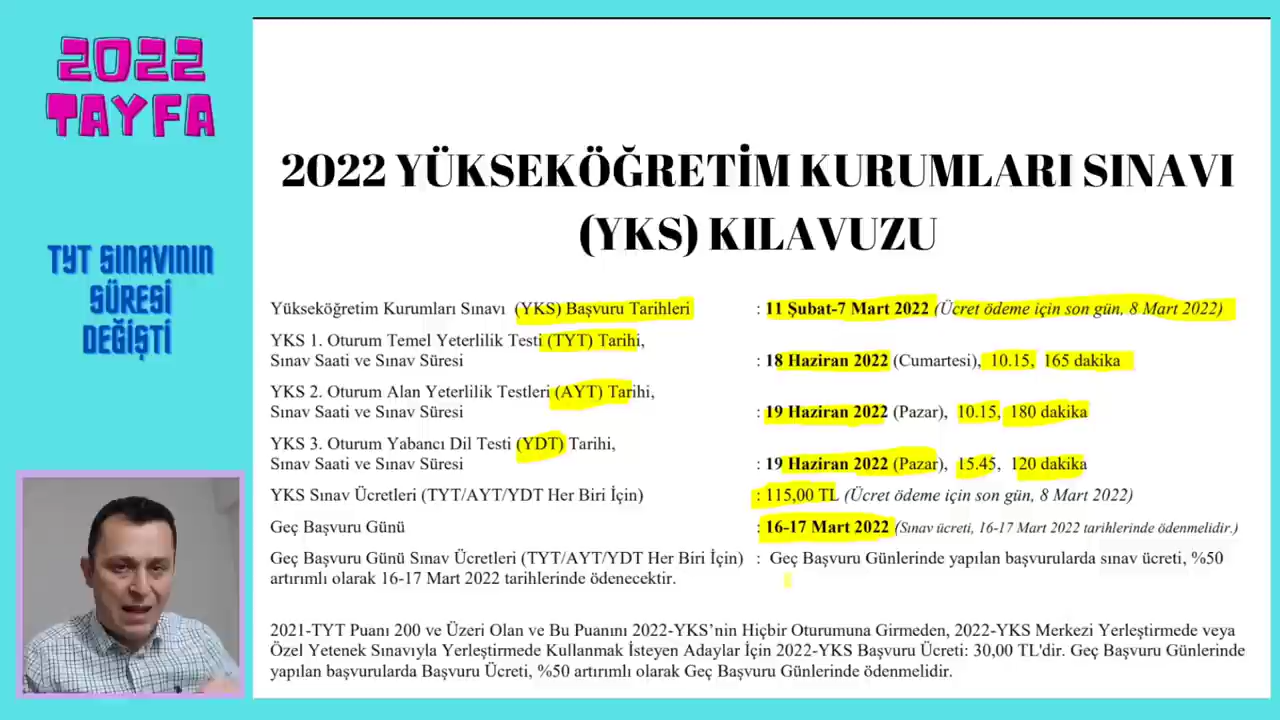 2022
TAYFA
TYT SINAVININ
SÜRESİ
DEĞİŞTİ
2022 YÜKSEKÖĞRETİM KURUMLARI SINAVI
(YKS) KILAVUZU
Yükseköğretim Kurumları Sınavı (YKS) Başvuru Tarihleri : 11 Şubat-7 Mart 2022 (Ücret ödeme için son gün, 8 Mart 2022)
YKS 1. Oturum Temel Yeterlilik Testi (TYT) Tarihi,
Sınav Saati ve Sınav Süresi : 18 Haziran 2022 (Cumartesi), 10.15, 165 dakika
YKS 2. Oturum Alan Yeterlilik Testleri (AYT) Tarihi,
Sınav Saati ve Sınav Süresi : 19 Haziran 2022 (Pazar), 10.15, 180 dakika
YKS 3. Oturum Yabancı Dil Testi (YDT) Tarihi,
Sınav Saati ve Sınav Süresi : 19 Haziran 2022 (Pazar), 15.45, 120 dakika
YKS Sınav Ücretleri (TYT/AYT/YDT Her Biri İçin) : 115,00 TL (Ücret ödeme için son gün, 8 Mart 2022)
Geç Başvuru Günü : 16-17 Mart 2022 (Sınav ücreti, 16-17 Mart 2022 tarihlerinde ödenmelidir.)
Geç Başvuru Günü Sınav Ücretleri (TYT/AYT/YDT Her Biri İçin) : Geç Başvuru Günlerinde yapılan başvurularda sınav ücreti, %50
artırımlı olarak 16-17 Mart 2022 tarihlerinde ödenecektir.
2021-TYT Puanı 200 ve Üzeri Olan ve Bu Puanını 2022-YKS’nin Hiçbir Oturumuna Girmeden, 2022-YKS Merkezi Yerleştirmede veya
Özel Yetenek Sınavıyla Yerleştirmede Kullanmak İsteyen Adaylar İçin 2022-YKS Başvuru Ücreti: 30,00 TL'dir. Geç Başvuru Günlerinde
yapılan başvurularda Başvuru Ücreti, %50 artırımlı olarak Geç Başvuru Günlerinde ödenmelidir.